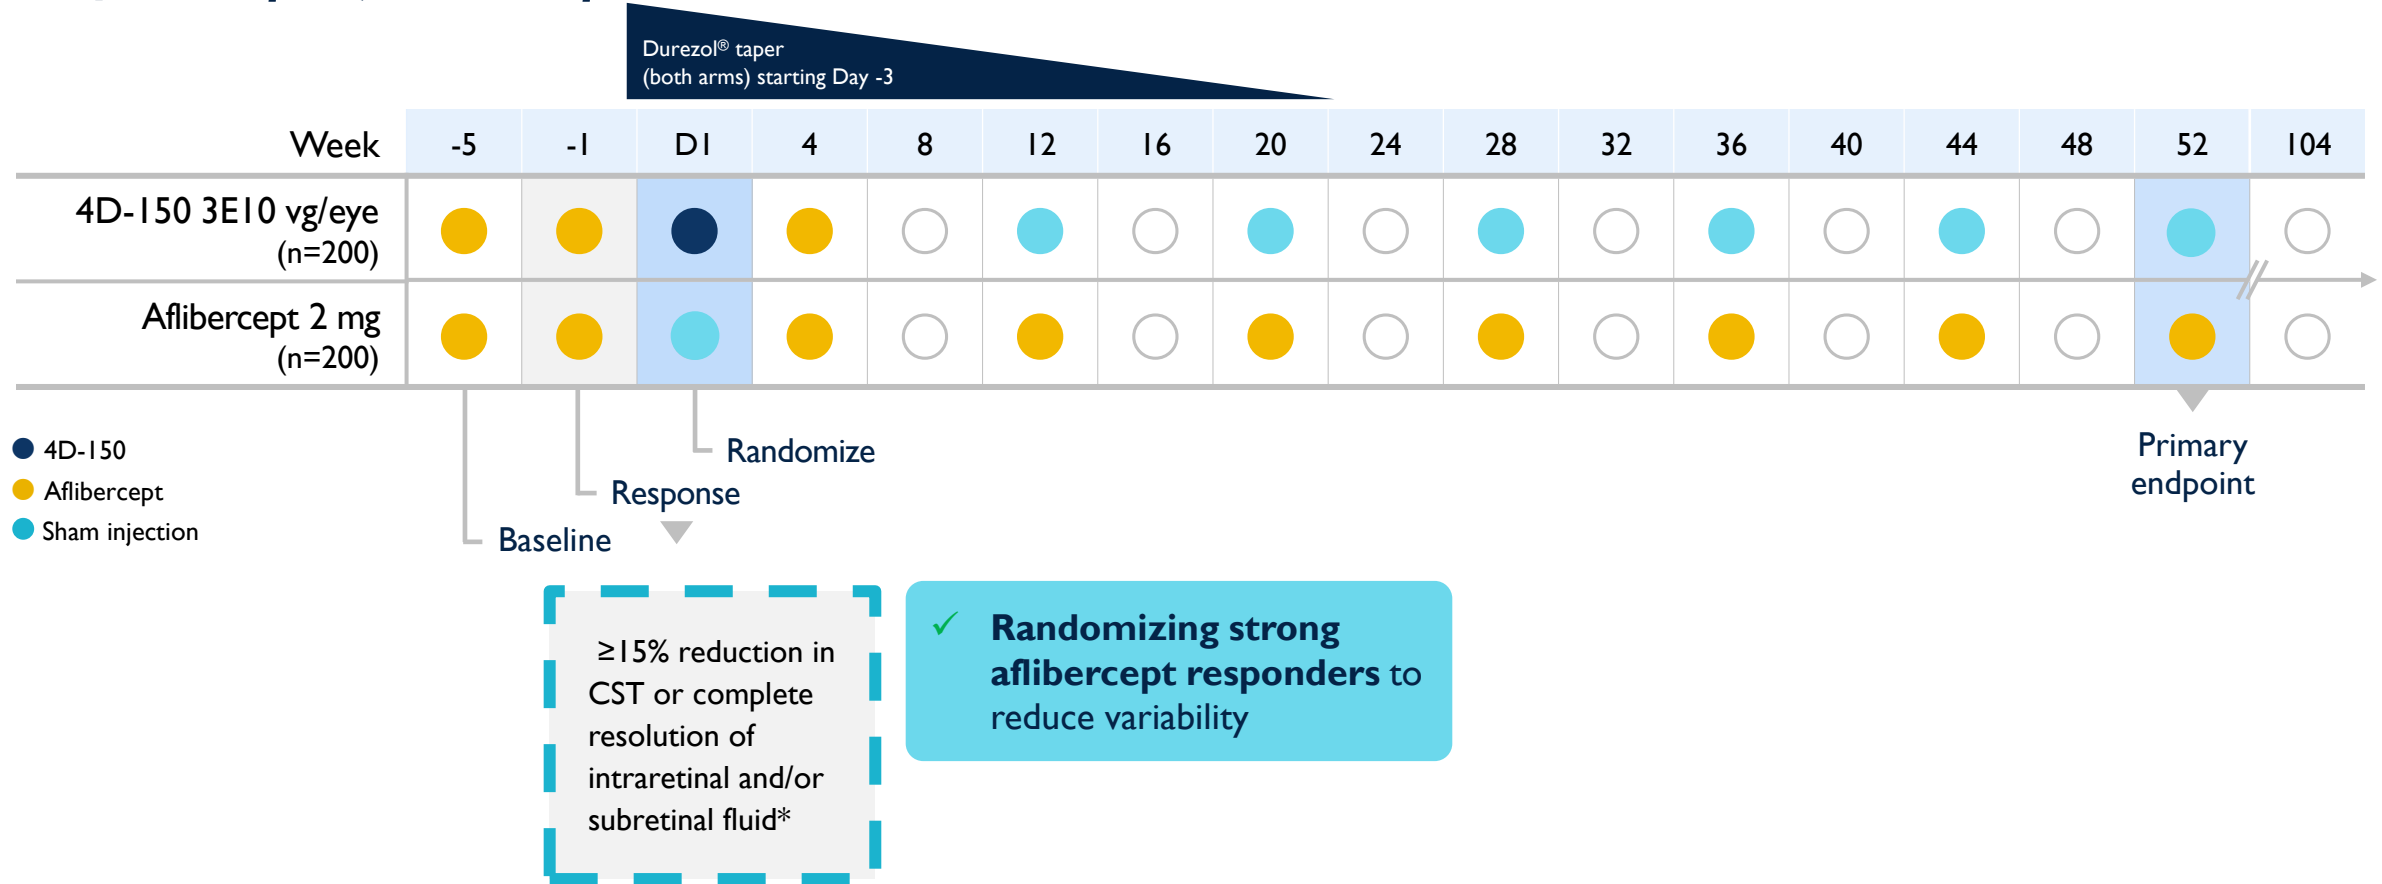 Durezol® taper
(both arms) starting Day -3
Week -5 -1 D1 4 8 12 16 20 24 28 32 36 40 44 48 52 104
4D-150 3E10 vg/eye
(n=200)
Aflibercept 2 mg
(n=200)
4D-150
Aflibercept
Sham injection
Randomize
Response
Baseline
Primary
endpoint
≥15% reduction in
CST or complete
resolution of
intraretinal and/or
subretinal fluid*
✓ Randomizing strong
aflibercept responders to
reduce variability